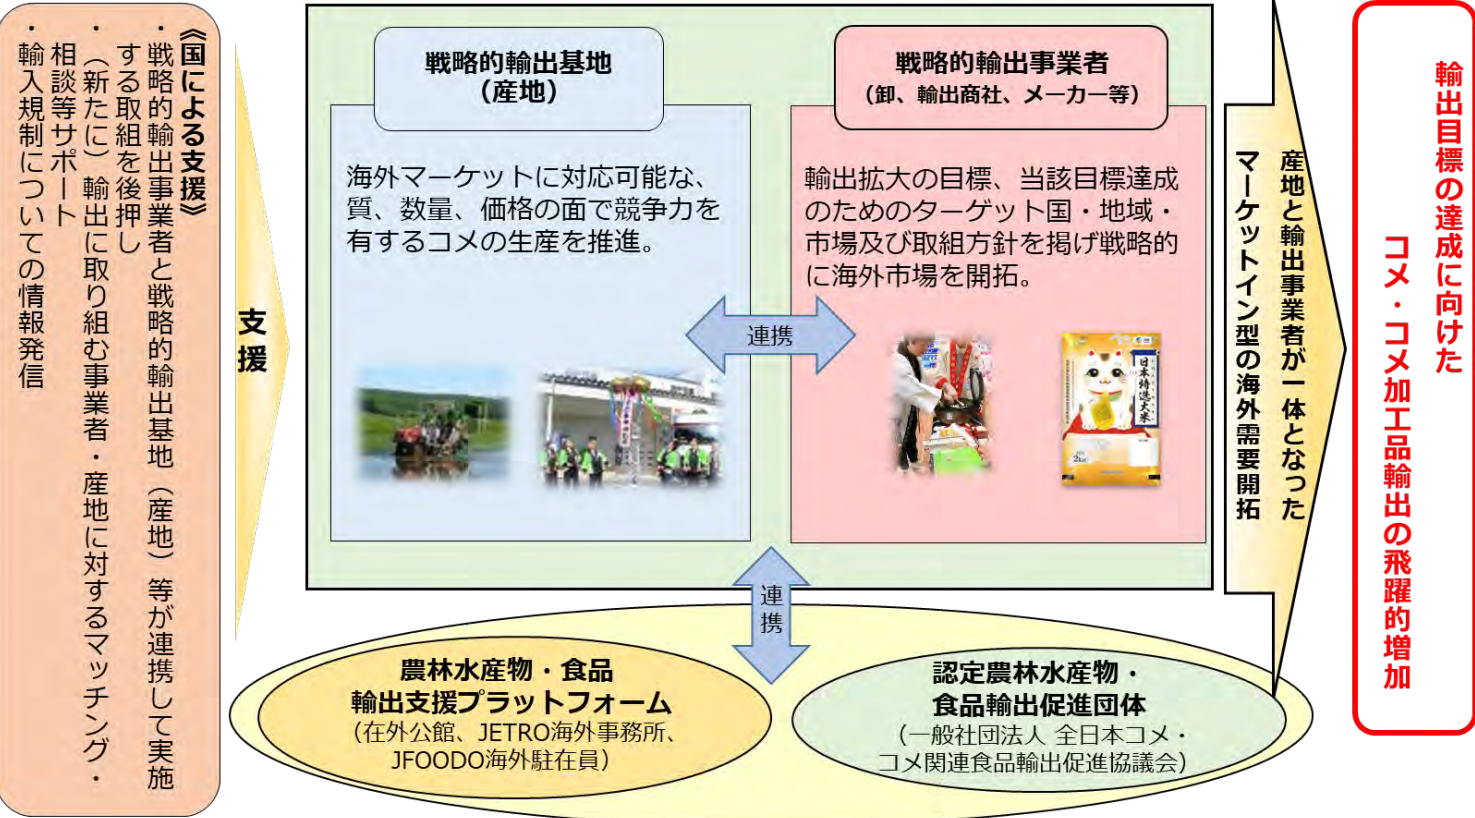 《国による支援》
・戦略的輸出事業者と戦略的輸出基地（産地）等が連携して実施
する取組を後押し
・（新たに）輸出に取り組む事業者・産地に対するマッチング・
相談等サポート
・輸入規制についての情報発信
支援
戦略的輸出基地
（産地）
海外マーケットに対応可能な、
質、数量、価格の面で競争力を
有するコメの生産を推進。
戦略的輸出事業者
（卸、輸出商社、メーカー等）
輸出拡大の目標、当該目標達成
のためのターゲット国・地域・
市場及び取組方針を掲げ戦略的
に海外市場を開拓。
連携
日本特選大米
2kg
連携
農林水産物・食品
輸出支援プラットフォーム
（在外公館、JETRO海外事務所、
JFOODO海外駐在員）
認定農林水産物・
食品輸出促進団体
（一般社団法人 全日本コメ・
コメ関連食品輸出促進協議会）
産地と輸出事業者が一体となった
マーケットイン型の海外需要開拓
輸出目標の達成に向けた
コメ・コメ加工品輸出の飛躍的増加